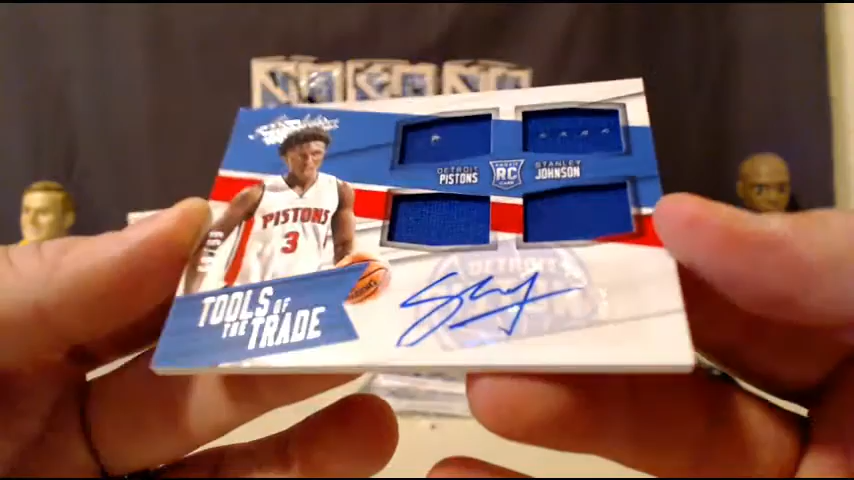 DETROIT
PISTONS
RC
STANLEY
JOHNSON
PISTONS
3
TOOLS OF
THE TRADE
DETROIT